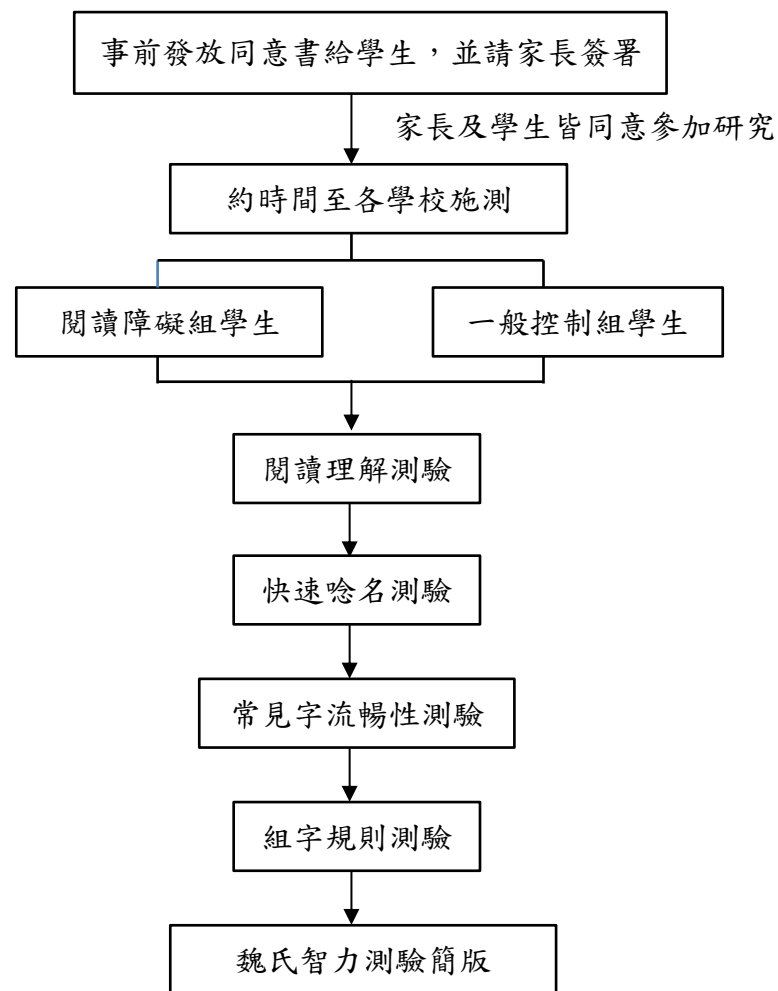 事前發放同意書給學生，並請家長簽署
家長及學生皆同意參加研究
約時間至各學校施測
閱讀障礙組學生
一般控制組學生
閱讀理解測驗
快速唸名測驗
常見字流暢性測驗
組字規則測驗
魏氏智力測驗簡版